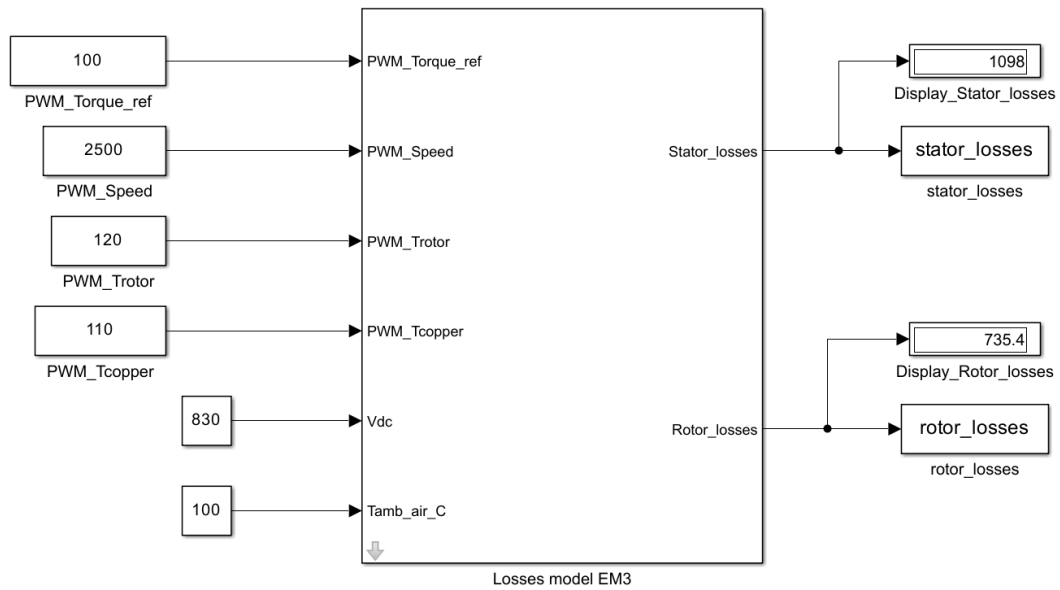 100
PWM_Torque_ref
2500
PWM_Speed
120
PWM_Trotor
110
PWM_Tcopper
830
100
PWM_Torque_ref
PWM_Speed
PWM_Trotor
PWM_Tcopper
Vdc
Tamb_air_C
Stator_losses
Rotor_losses
Losses model EM3
1098
Display_Stator_losses
stator_losses
stator_losses
735.4
Display_Rotor_losses
rotor_losses
rotor_losses